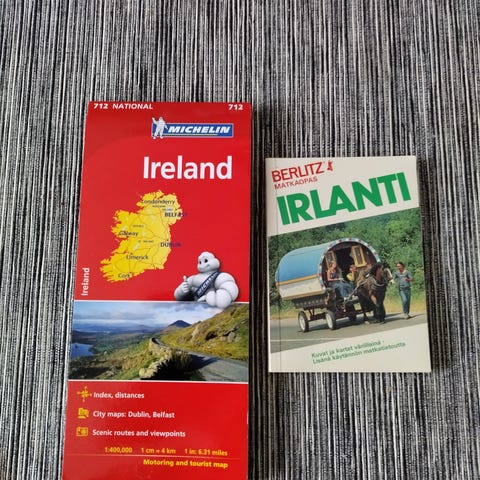 712 NATIONAL 712
MICHELIN
Ireland
Londonderry
BELFAST
Galway
DUBLIN
Limerick
Cork
Ireland
Index, distances
City maps: Dublin, Belfast
Scenic routes and viewpoints
1:400,000 1 cm = 4 km 1 in: 6.31 miles
Motoring and tourist map
BERLITZ
MATKAOPAS
IRLANTI
Kuvat ja kartat värillisinä
Lisänä käytännön matkatietoutta